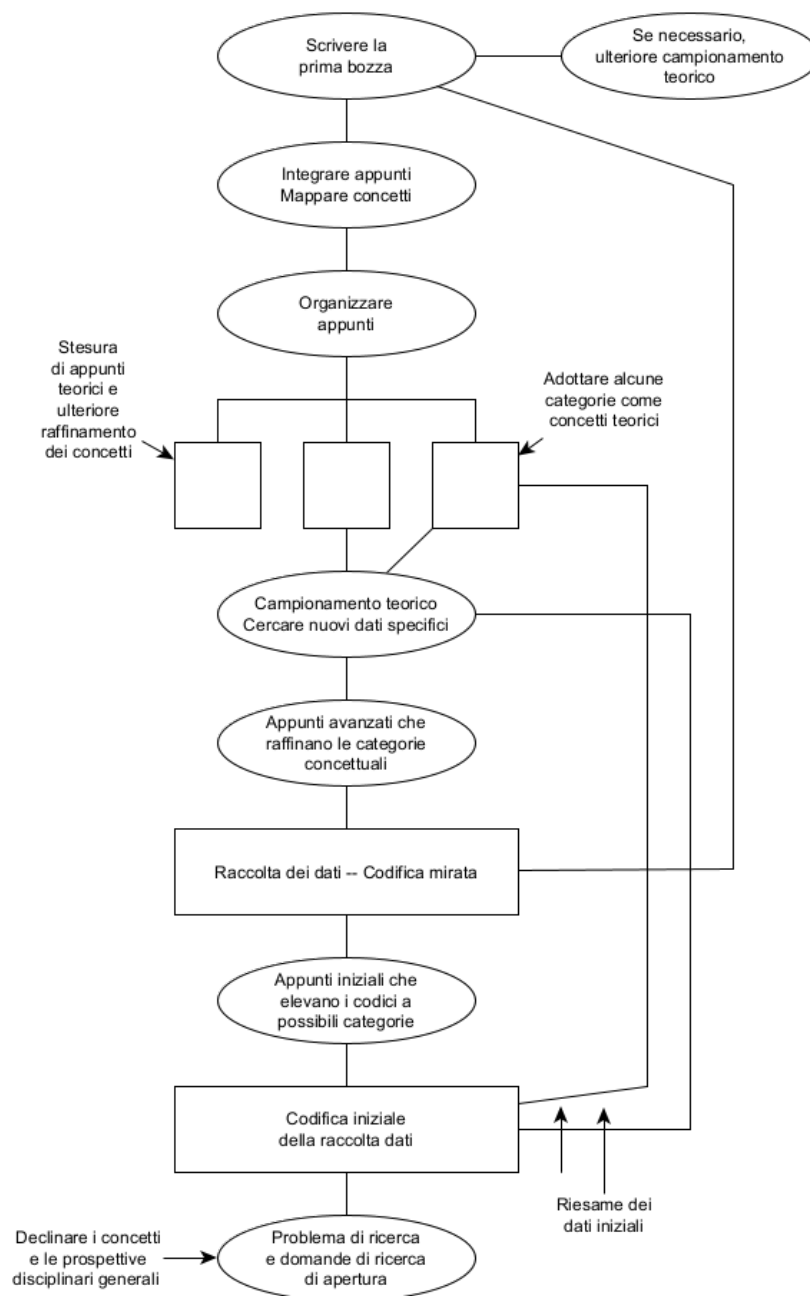 Scrivere la
prima bozza
Se necessario,
ulteriore campionamento
teorico
Integrare appunti
Mappare concetti
Organizzare
appunti
Stesura
di appunti
teorici e
ulteriore
raffinamento
dei concetti
Adottare alcune
categorie come
concetti teorici
Campionamento teorico
Cercare nuovi dati specifici
Appunti avanzati che
raffinano le categorie
concettuali
Raccolta dei dati -- Codifica mirata
Appunti iniziali che
elevano i codici a
possibili categorie
Codifica iniziale
della raccolta dati
Riesame dei
dati iniziali
Declinare i concetti
e le prospettive
disciplinari generali
Problema di ricerca
e domande di ricerca
di apertura